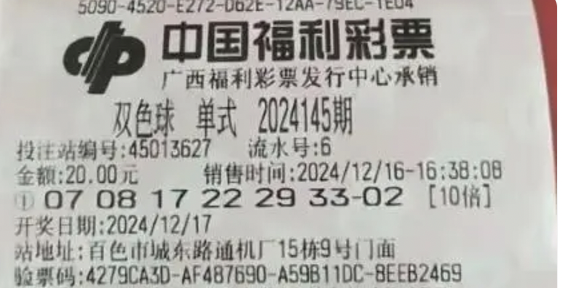 5090-4520-E272-D62E-12AA-79EC-1E04
中国福利彩票
广西福利彩票发行中心承销
双色球 单式 2024145期
投注站编号:45013627 流水号:6
金额:20.00元 销售时间:2024/12/16-16:38:08
① 07 08 17 22 29 33-02 [10倍]
开奖日期:2024/12/17
站地址:百色市城东路通机厂15栋9号门面
验票码:4279CA3D-AF487690-A59B11DC-8EEB2469